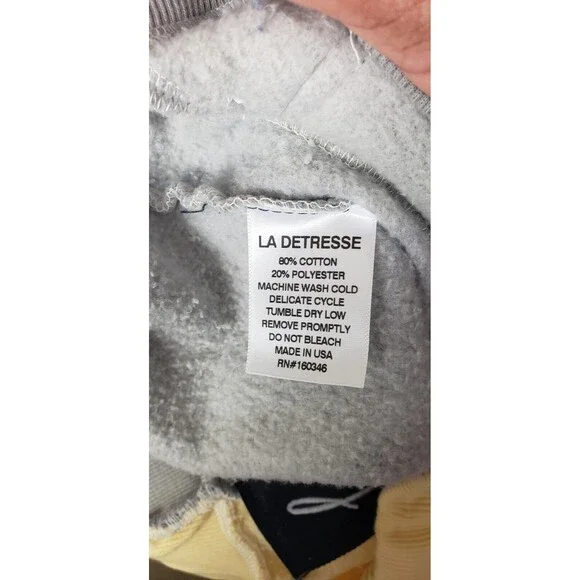 LA DETRESSE
80% COTTON
20% POLYESTER
MACHINE WASH COLD
DELICATE CYCLE
TUMBLE DRY LOW
REMOVE PROMPTLY
DO NOT BLEACH
MADE IN USA
RN#160346